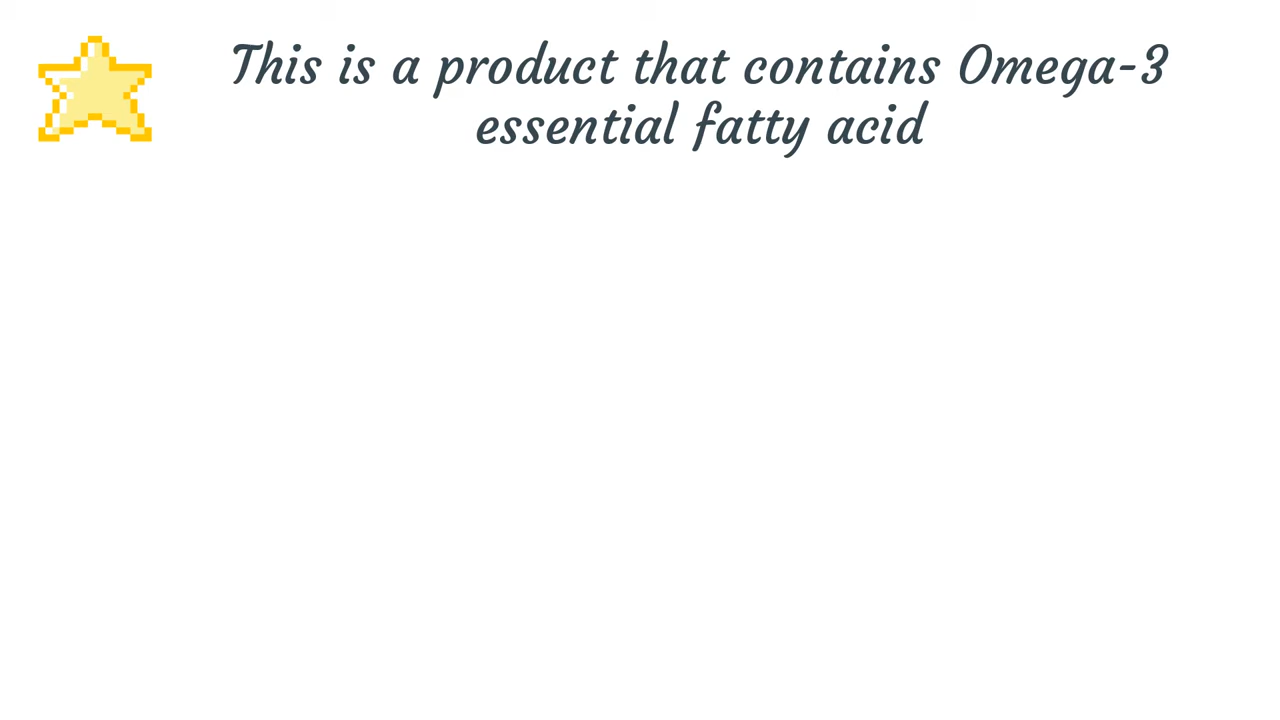 This is a product that contains Omega-3
essential fatty acid